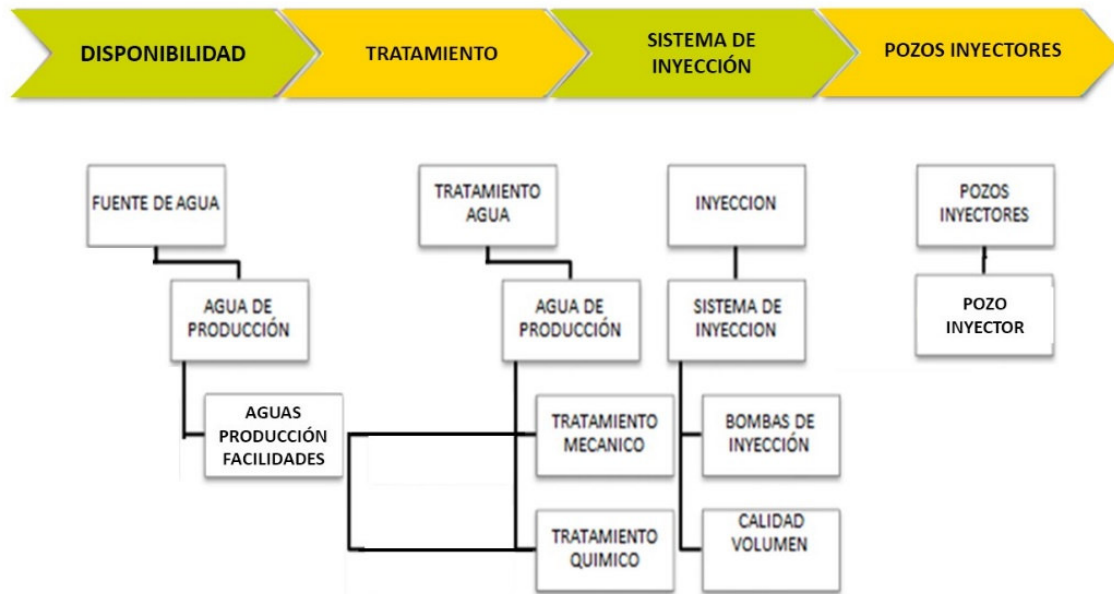 DISPONIBILIDAD
TRATAMIENTO
SISTEMA DE
INYECCIÓN
POZOS INYECTORES
FUENTE DE AGUA
TRATAMIENTO
AGUA
INYECCION
POZOS
INYECTORES
AGUA DE
PRODUCCIÓN
AGUA DE
PRODUCCIÓN
SISTEMA DE
INYECCION
POZO
INYECTOR
AGUAS
PRODUCCIÓN
FACILIDADES
TRATAMIENTO
MECANICO
BOMBAS DE
INYECCIÓN
TRATAMIENTO
QUIMICO
CALIDAD
VOLUMEN